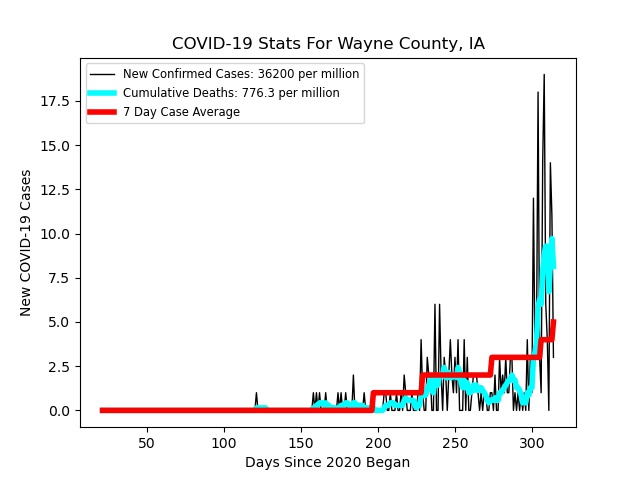 COVID-19 Stats For Wayne County, IA
New Confirmed Cases: 36200 per million
Cumulative Deaths: 776.3 per million
7 Day Case Average
New COVID-19 Cases
17.5
15.0
12.5
10.0
7.5
5.0
2.5
0.0
50 100 150 200 250 300
Days Since 2020 Began